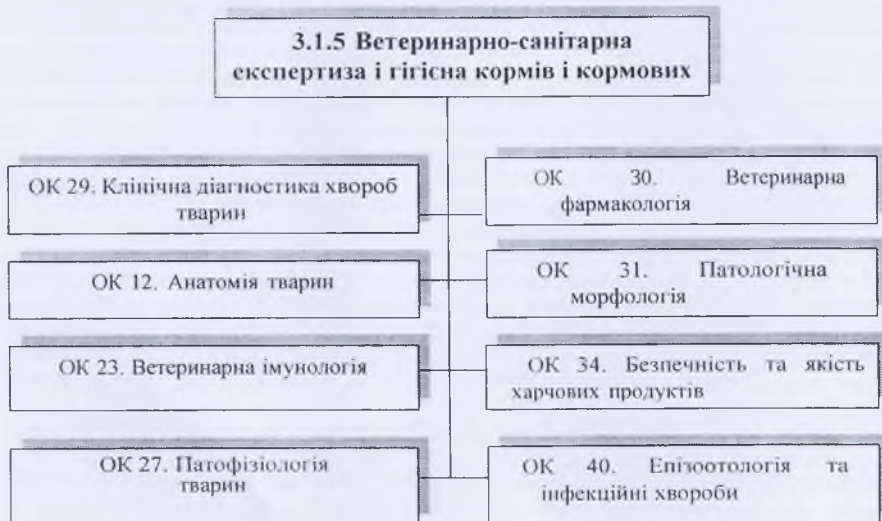 3.1.5 Ветеринарно-санітарна
експертиза і гігієна кормів і кормових
ОК 29. Клінічна діагностика хвороб
тварин
ОК 30. Ветеринарна
фармакологія
ОК 12. Анатомія тварин
ОК 31. Патологічна
морфологія
ОК 23. Ветеринарна імунологія
ОК 34. Безпечність та якість
харчових продуктів
ОК 27. Патофізіологія
тварин
ОК 40. Епізоотологія та
інфекційні хвороби